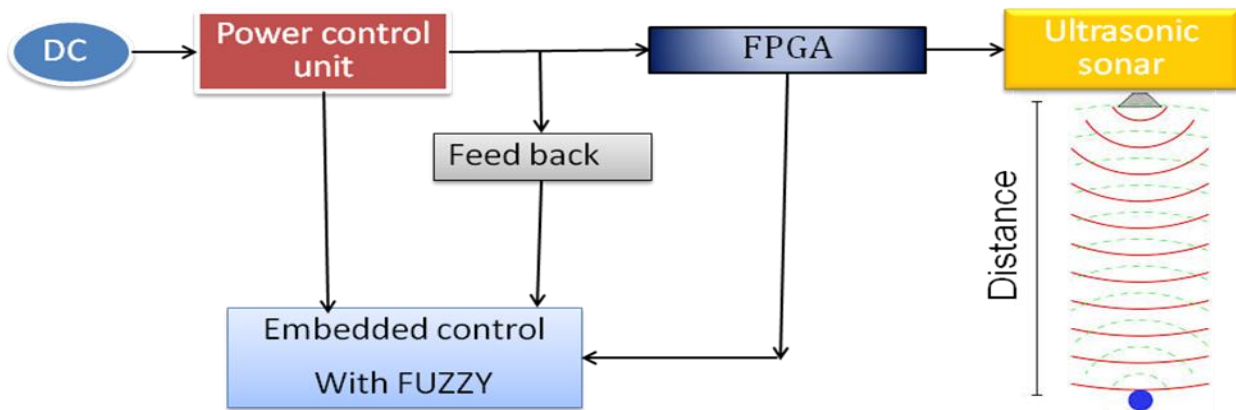 DC
Power control
unit
FPGA
Ultrasonic
sonar
Feed back
Distance
Embedded control
With FUZZY